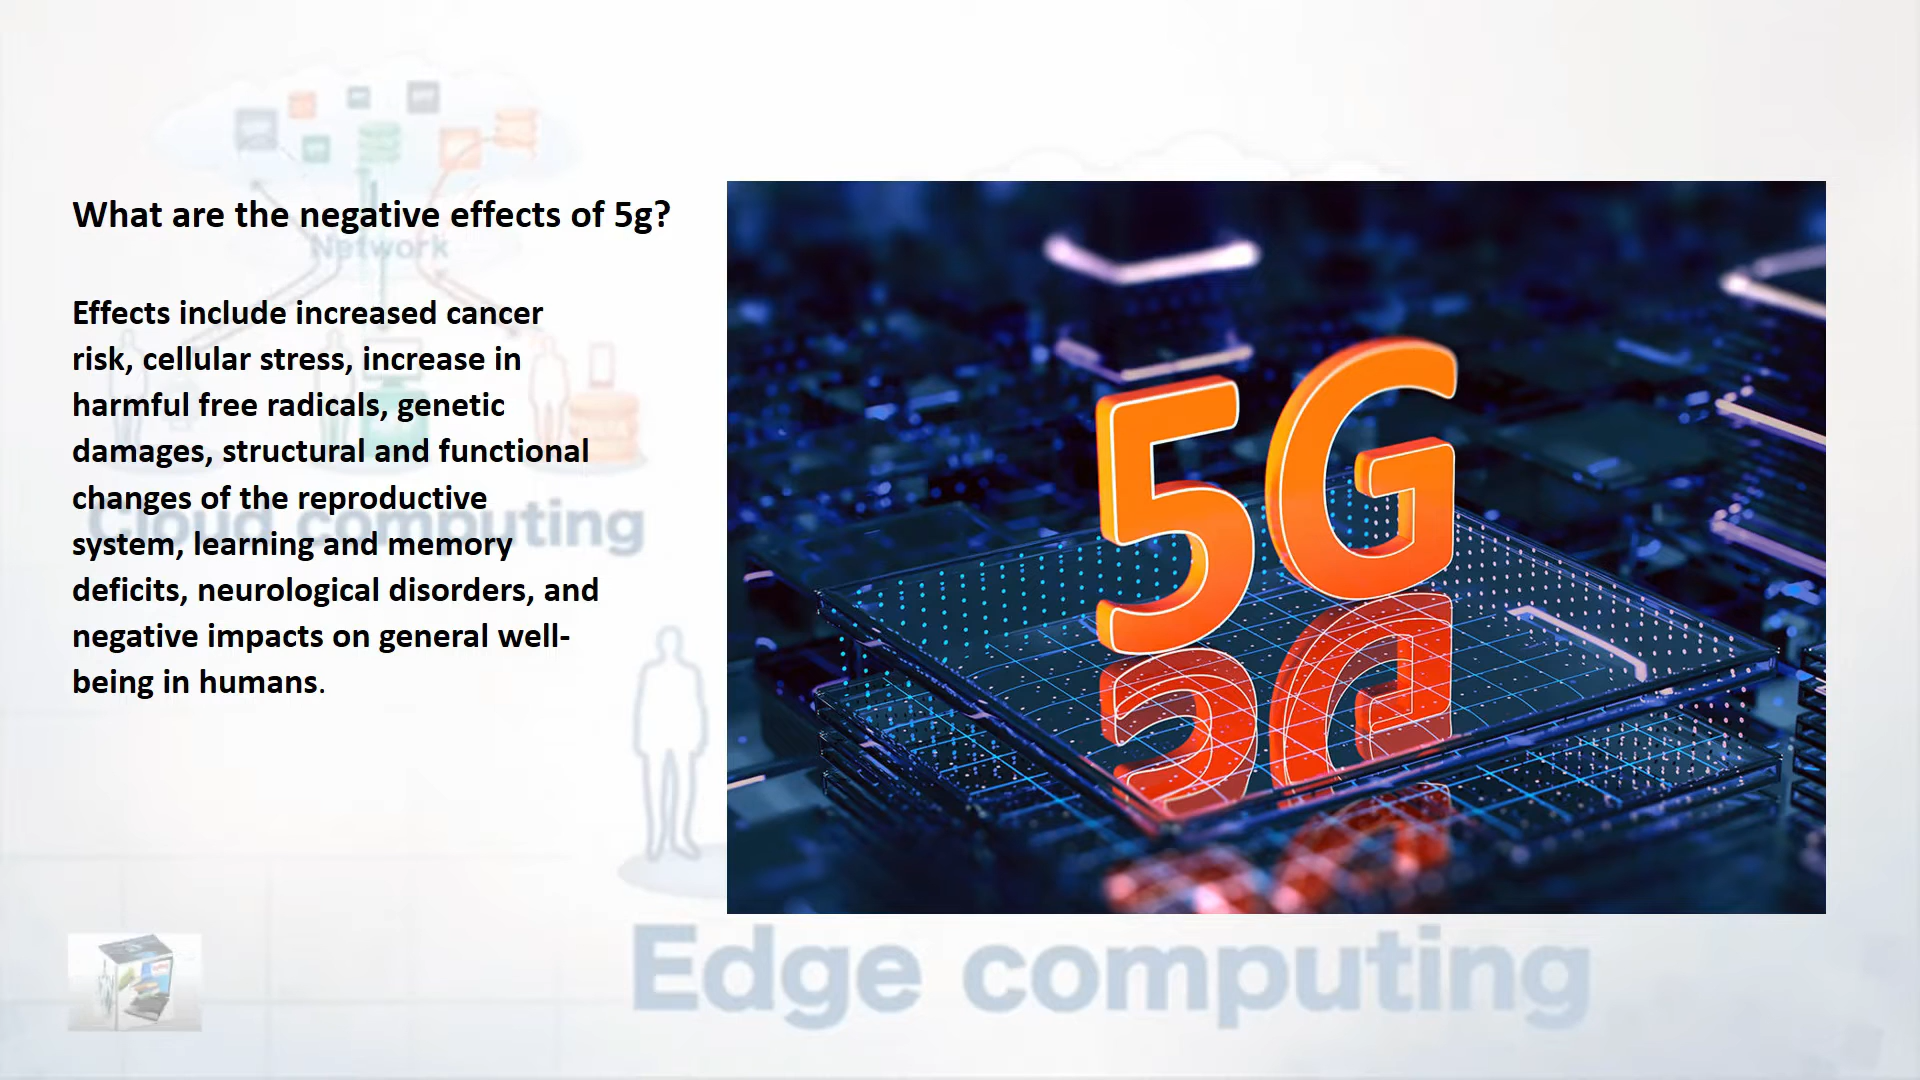 Network
What are the negative effects of 5g?
Effects include increased cancer
risk, cellular stress, increase in
harmful free radicals, genetic
damages, structural and functional
changes of the reproductive
system, learning and memory
deficits, neurological disorders, and
negative impacts on general well-
being in humans.
Cloud computing
5G
Edge computing